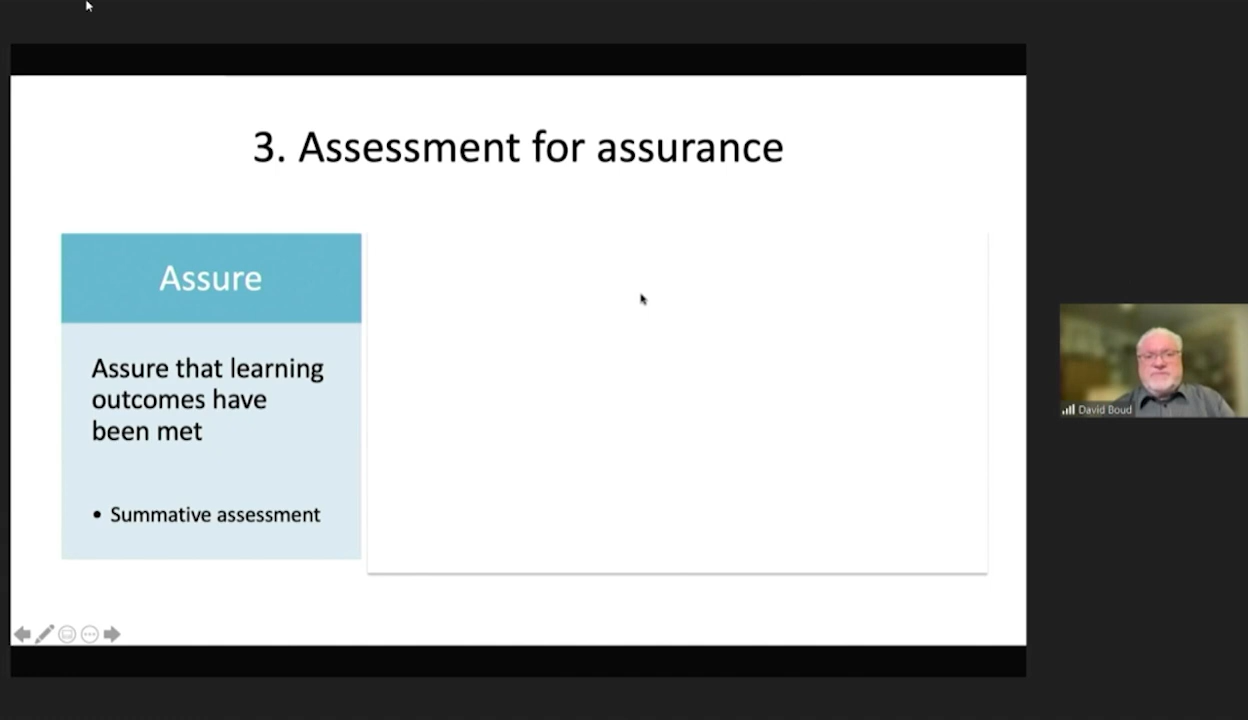 3. Assessment for assurance
Assure
Assure that learning
outcomes have
been met
• Summative assessment
David Boud